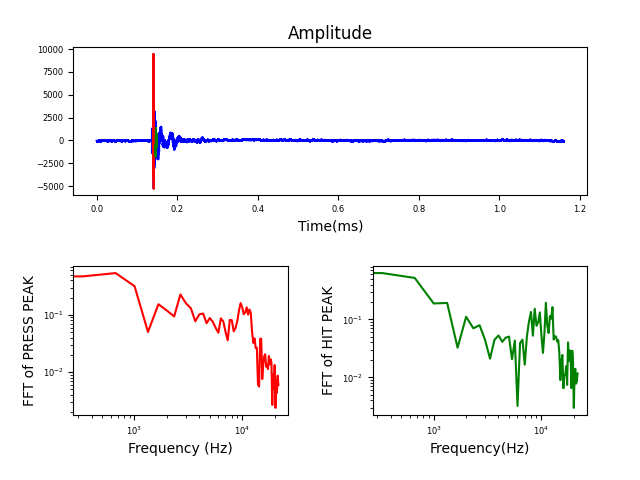 Amplitude
10000
7500
5000
2500
0
−2500
−5000
0.0 0.2 0.4 0.6 0.8 1.0 1.2
Time(ms)
FFT of PRESS PEAK
10⁻¹
10⁻²
10³ 10⁴
Frequency (Hz)
FFT of HIT PEAK
10⁻¹
10⁻²
10³ 10⁴
Frequency(Hz)